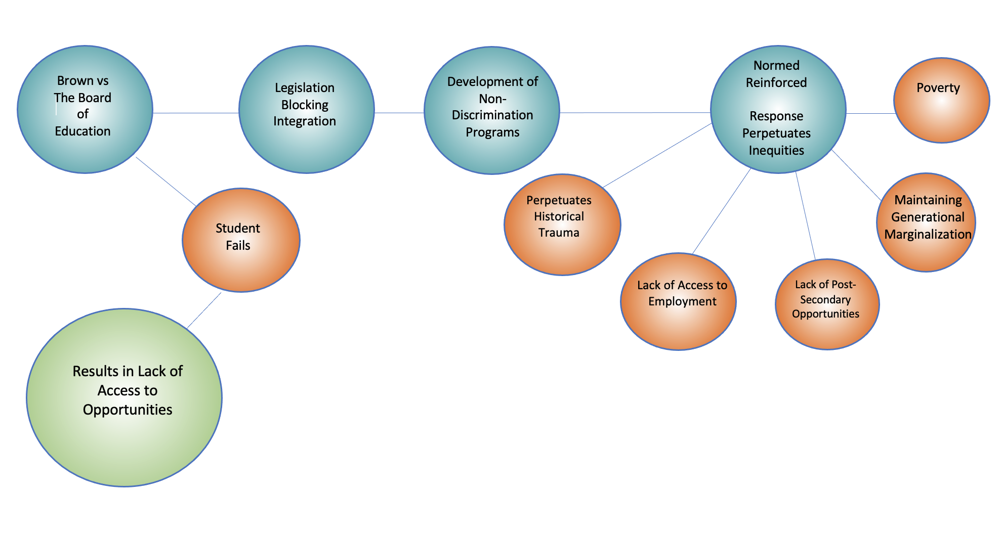 Brown vs
The Board
of
Education
Legislation
Blocking
Integration
Development of
Non-
Discrimination
Programs
Normed
Reinforced
Response
Perpetuates
Inequities
Poverty
Student
Fails
Perpetuates
Historical
Trauma
Maintaining
Generational
Marginalization
Lack of Access to
Employment
Lack of Post-
Secondary
Opportunities
Results in Lack of
Access to
Opportunities